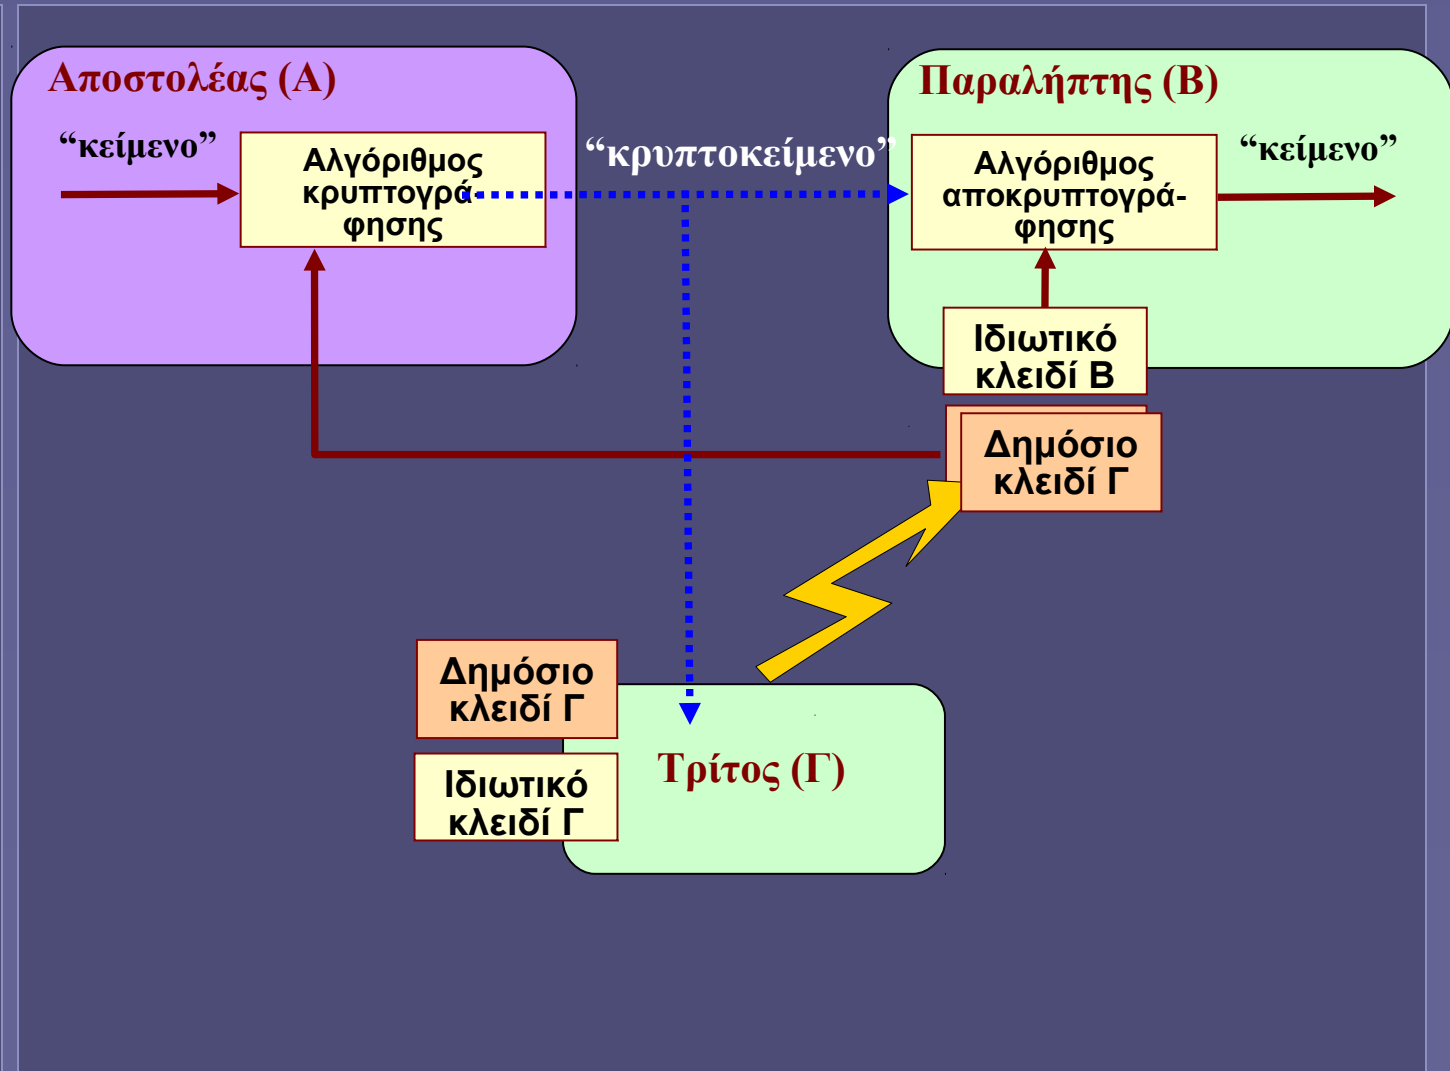 Αποστολέας (Α)
“κείμενο”
Αλγόριθμος
κρυπτογρά-
φησης
“κρυπτοκείμενο”
Παραλήπτης (Β)
Αλγόριθμος
αποκρυπτογρά-
φησης
“κείμενο”
Ιδιωτικό
κλειδί Β
Δημόσιο
κλειδί Γ
Δημόσιο
κλειδί Γ
Ιδιωτικό
κλειδί Γ
Τρίτος (Γ)